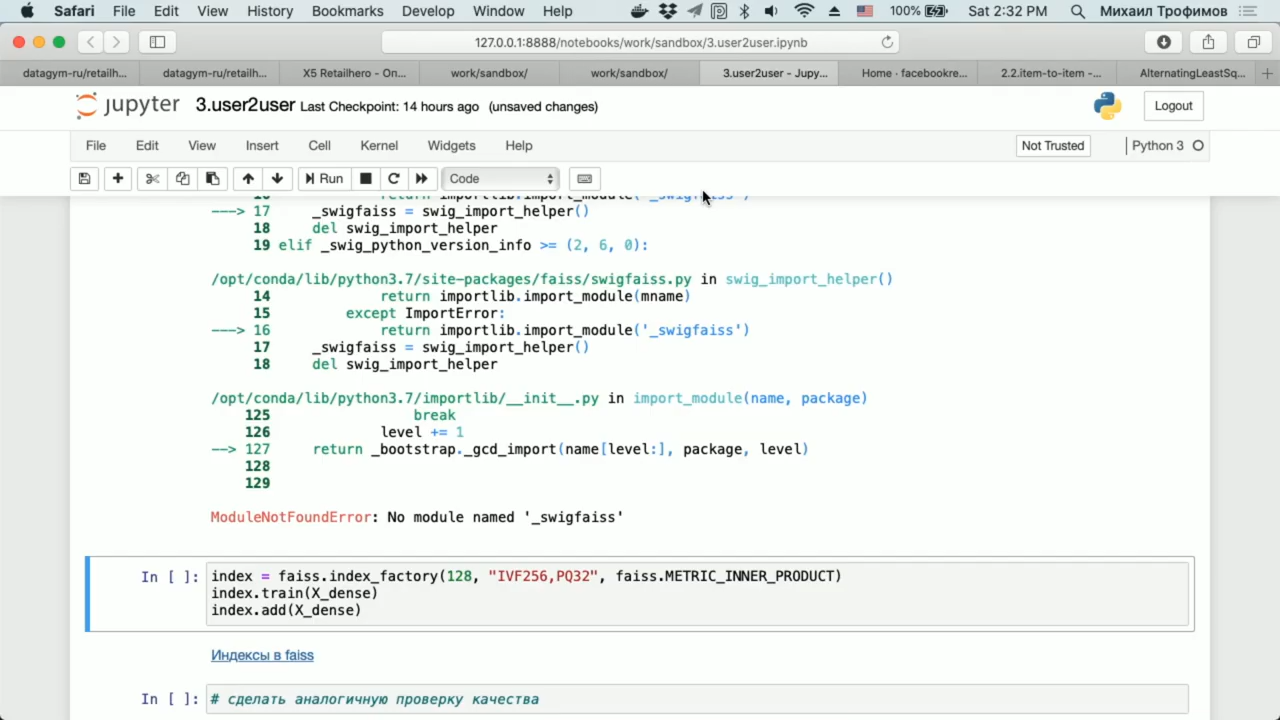 Safari File Edit View History Bookmarks Develop Window Help 100% Sat 2:32 PM Михаил Трофимов
127.0.0.1:8888/notebooks/work/sandbox/3.user2user.ipynb
datagym-ru/retailh... datagym-ru/retailh... X5 Retailhero - On... work/sandbox/ work/sandbox/ 3.user2user - Jupy... Home · facebookre... 2.2.item-to-item -... AlternatingLeastSq...
jupyter 3.user2user Last Checkpoint: 14 hours ago (unsaved changes) Logout
File Edit View Insert Cell Kernel Widgets Help Not Trusted Python 3
Run Code
16 return importlib.import_module('_swigfaiss')
---> 17 _swigfaiss = swig_import_helper()
18 del swig_import_helper
19 elif _swig_python_version_info >= (2, 6, 0):
/opt/conda/lib/python3.7/site-packages/faiss/swigfaiss.py in swig_import_helper()
14 return importlib.import_module(mname)
15 except ImportError:
---> 16 return importlib.import_module('_swigfaiss')
17 _swigfaiss = swig_import_helper()
18 del swig_import_helper
/opt/conda/lib/python3.7/importlib/__init__.py in import_module(name, package)
125 break
126 level += 1
--> 127 return _bootstrap._gcd_import(name[level:], package, level)
128
129
ModuleNotFoundError: No module named '_swigfaiss'
In [ ]: index = faiss.index_factory(128, "IVF256,PQ32", faiss.METRIC_INNER_PRODUCT)
index.train(X_dense)
index.add(X_dense)
Индексы в faiss
In [ ]: # сделать аналогичную проверку качества